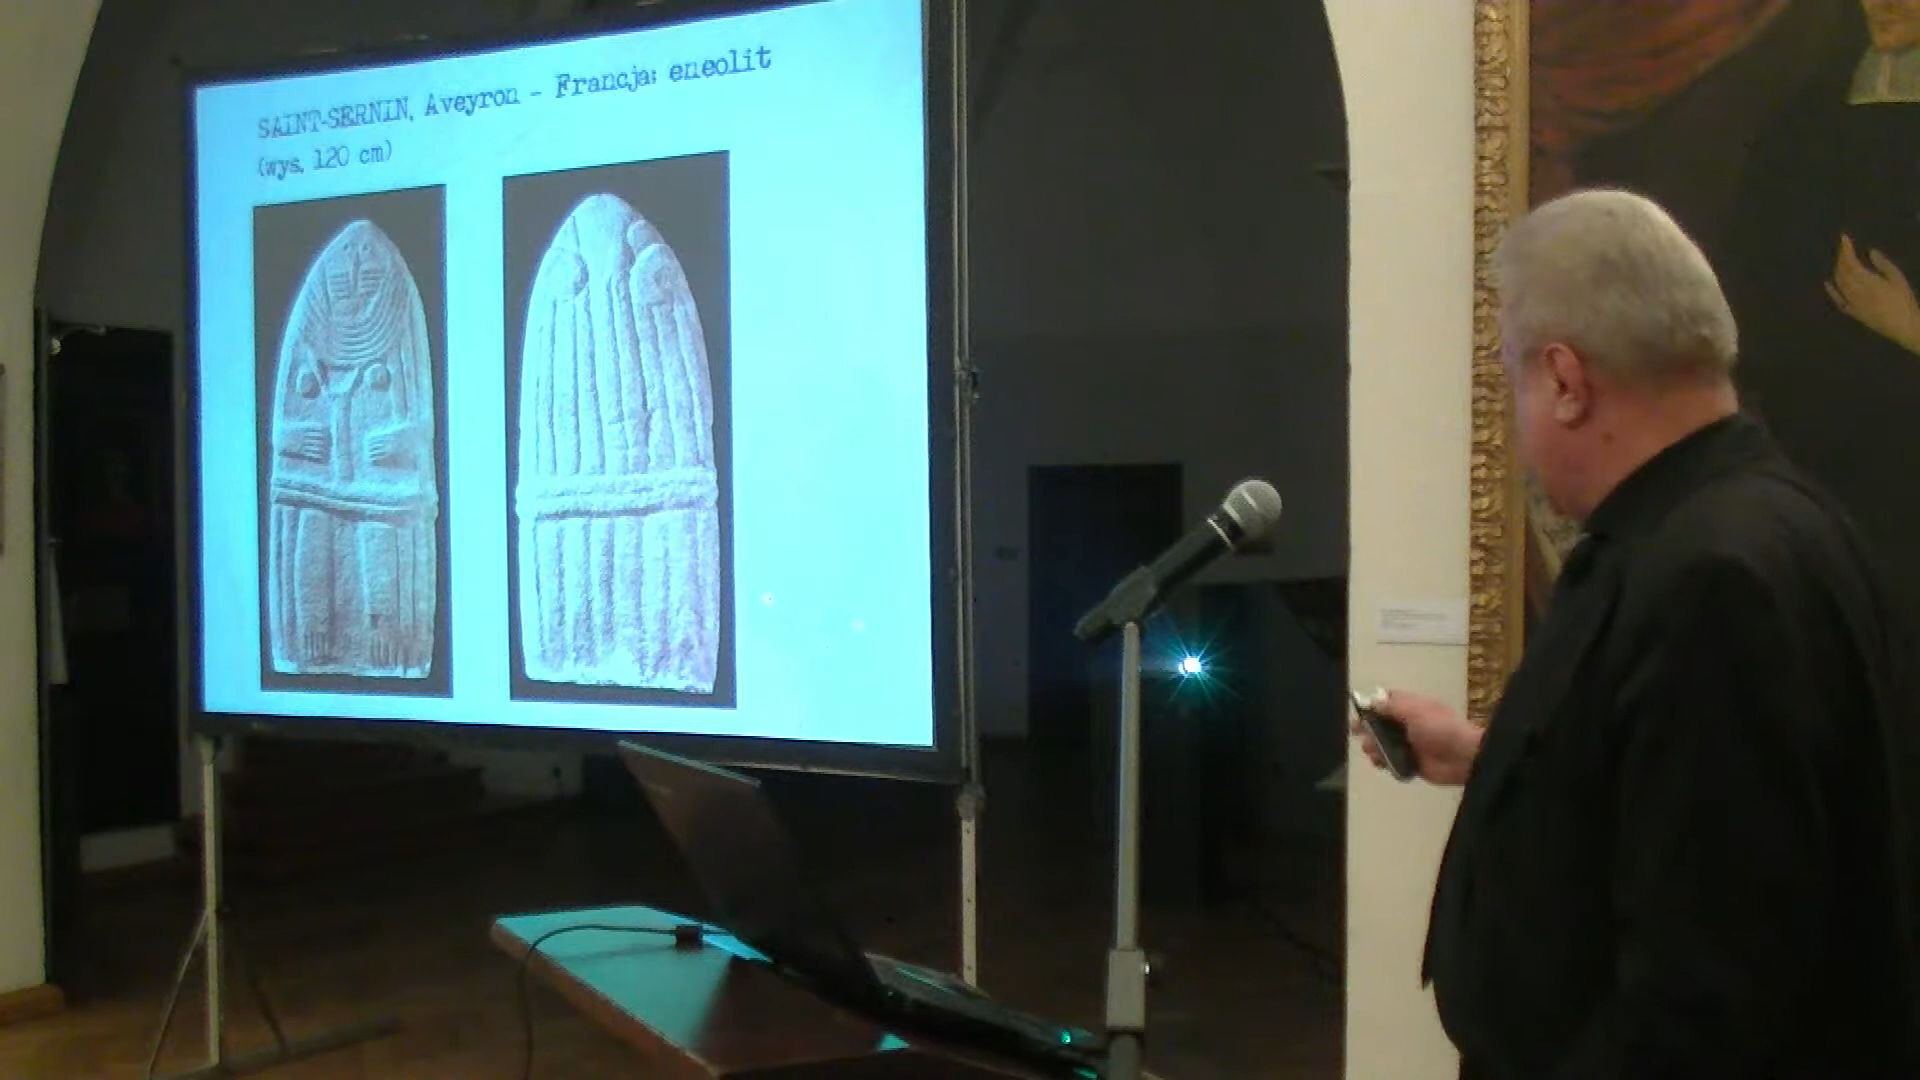 SAINT-SERNIN, Aveyron - Francja: eneolit
(wys. 120 cm)